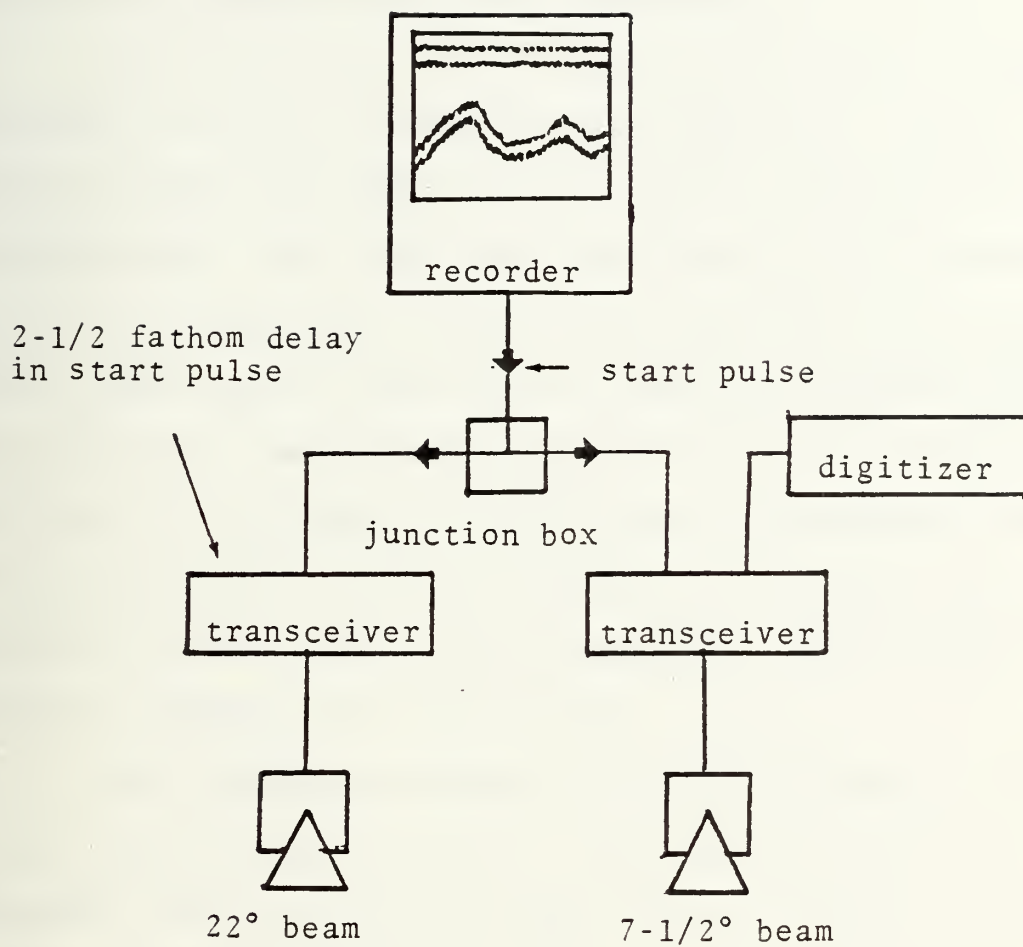 recorder
2-1/2 fathom delay
in start pulse
start pulse
digitizer
junction box
transceiver
transceiver
22° beam
7-1/2° beam